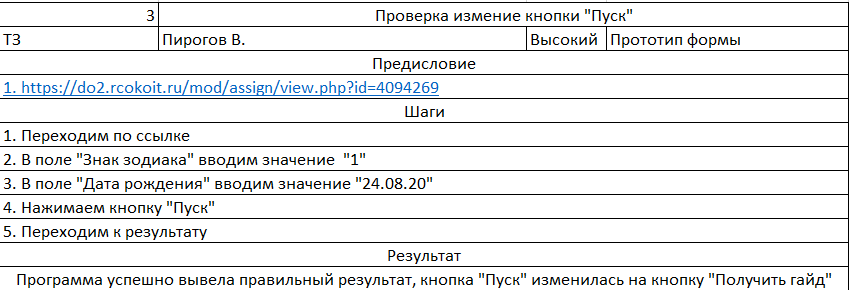 3 Проверка измение кнопки "Пуск"
ТЗ Пирогов В. Высокий Прототип формы
Предисловие
1. https://do2.rcokoit.ru/mod/assign/view.php?id=4094269
Шаги
1. Переходим по ссылке
2. В поле "Знак зодиака" вводим значение "1"
3. В поле "Дата рождения" вводим значение "24.08.20"
4. Нажимаем кнопку "Пуск"
5. Переходим к результату
Результат
Программа успешно вывела правильный результат, кнопка "Пуск" изменилась на кнопку "Получить гайд"